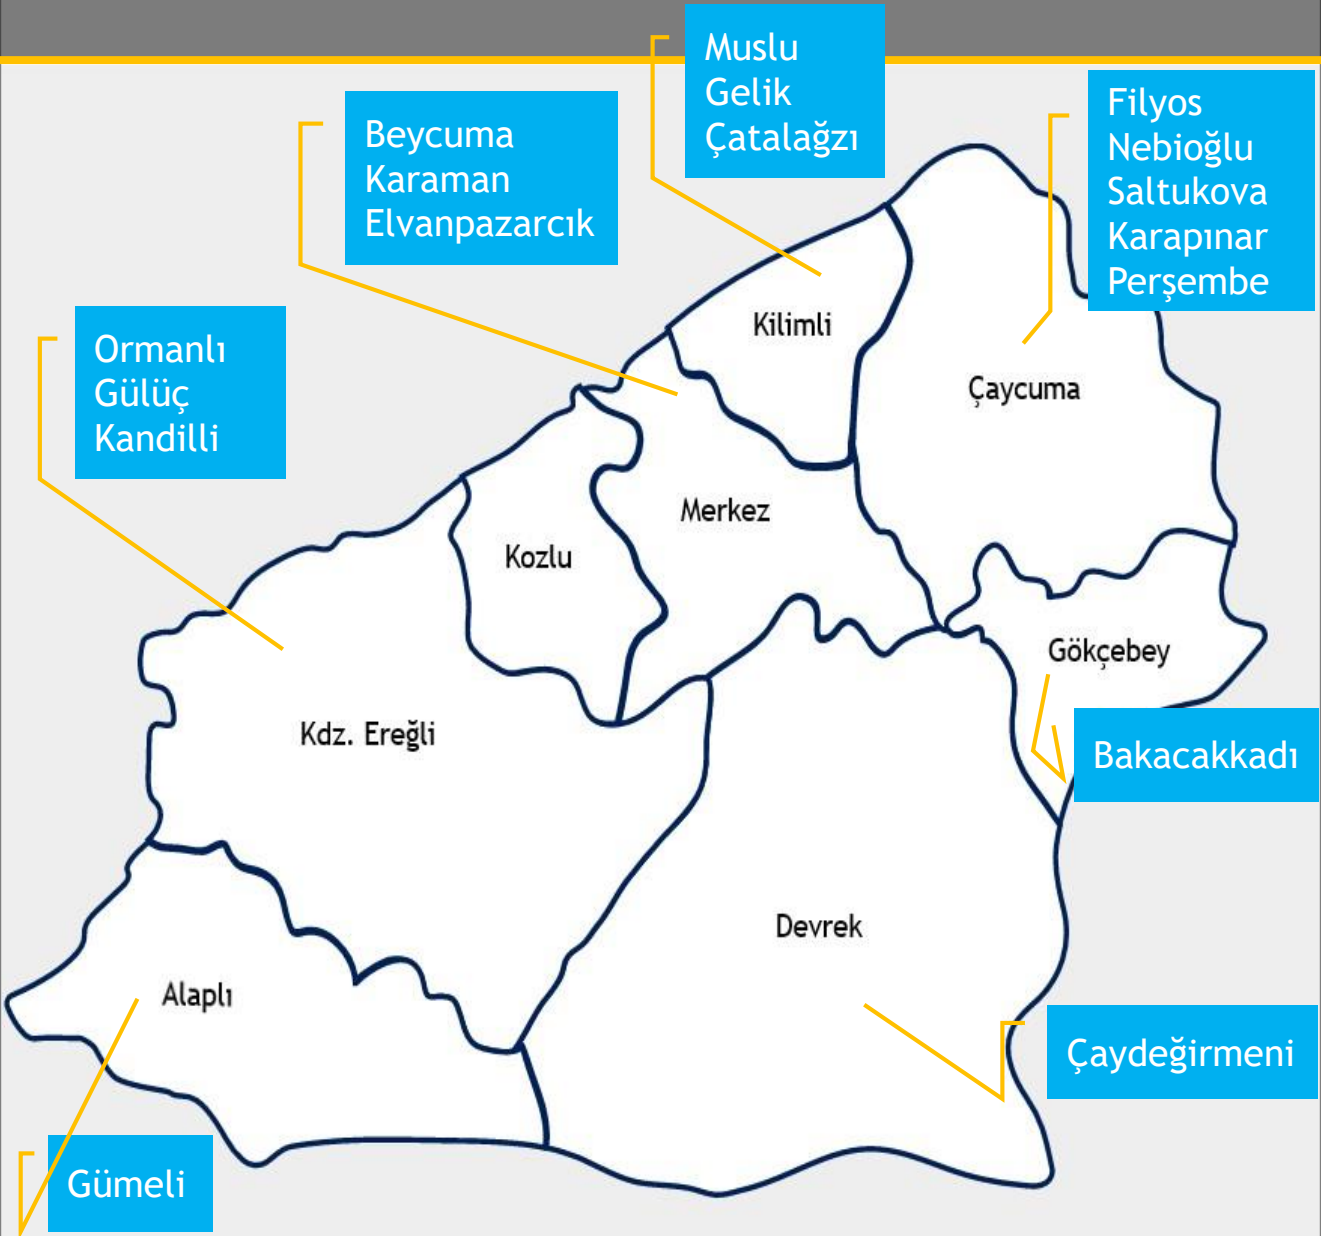 Muslu
Gelik
Çatalağzı
Filyos
Nebioğlu
Saltukova
Karapınar
Perşembe
Beycuma
Karaman
Elvanpazarcık
Ormanlı
Gülüç
Kandilli
Kilimli
Çaycuma
Merkez
Kozlu
Gökçebey
Kdz. Ereğli
Bakacakkadı
Devrek
Alaplı
Çaydeğirmeni
Gümeli